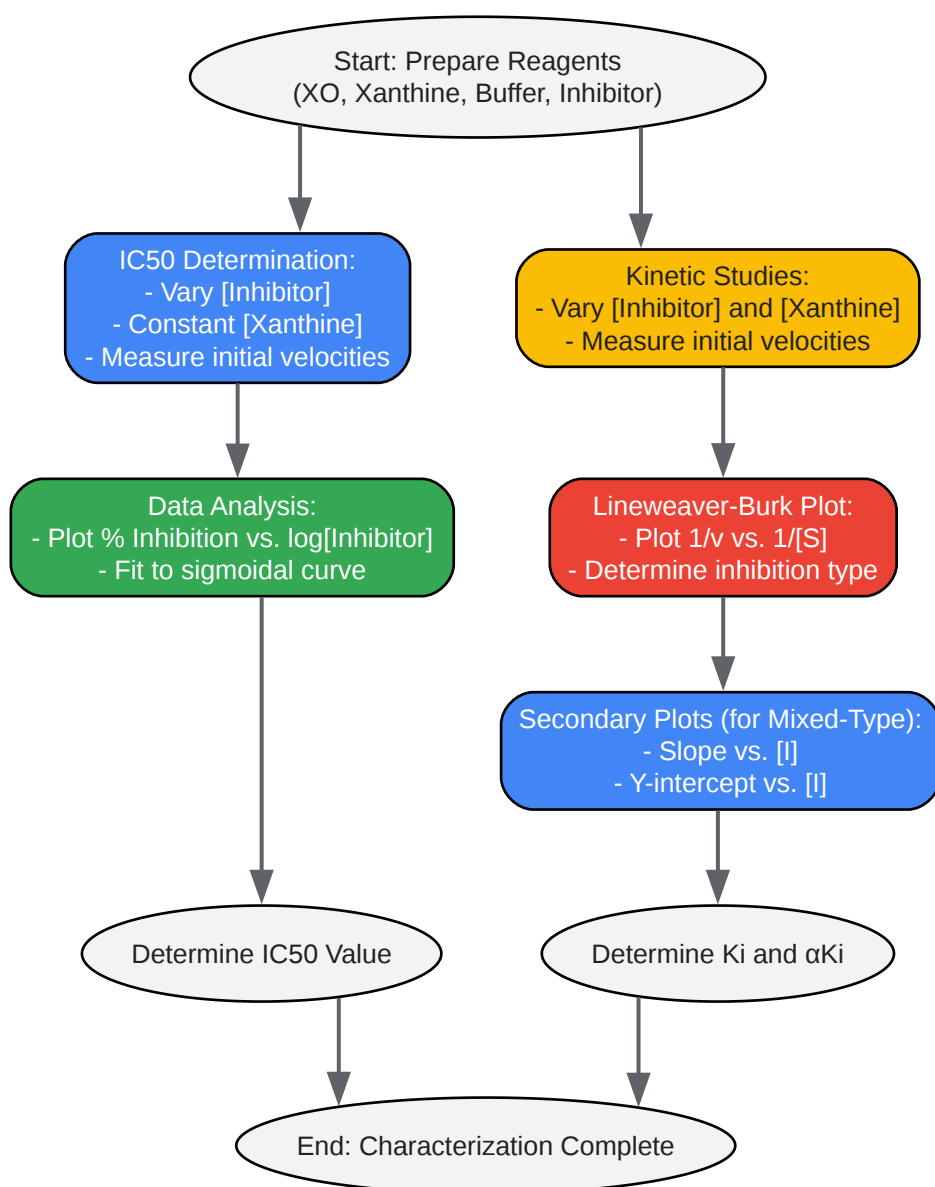 Start: Prepare Reagents
(XO, Xanthine, Buffer, Inhibitor)
IC50 Determination:
- Vary [Inhibitor]
- Constant [Xanthine]
- Measure initial velocities
Kinetic Studies:
- Vary [Inhibitor] and [Xanthine]
- Measure initial velocities
Data Analysis:
- Plot % Inhibition vs. log[Inhibitor]
- Fit to sigmoidal curve
Lineweaver-Burk Plot:
- Plot 1/v vs. 1/[S]
- Determine inhibition type
Secondary Plots (for Mixed-Type):
- Slope vs. [I]
- Y-intercept vs. [I]
Determine IC50 Value
Determine Ki and αKi
End: Characterization Complete